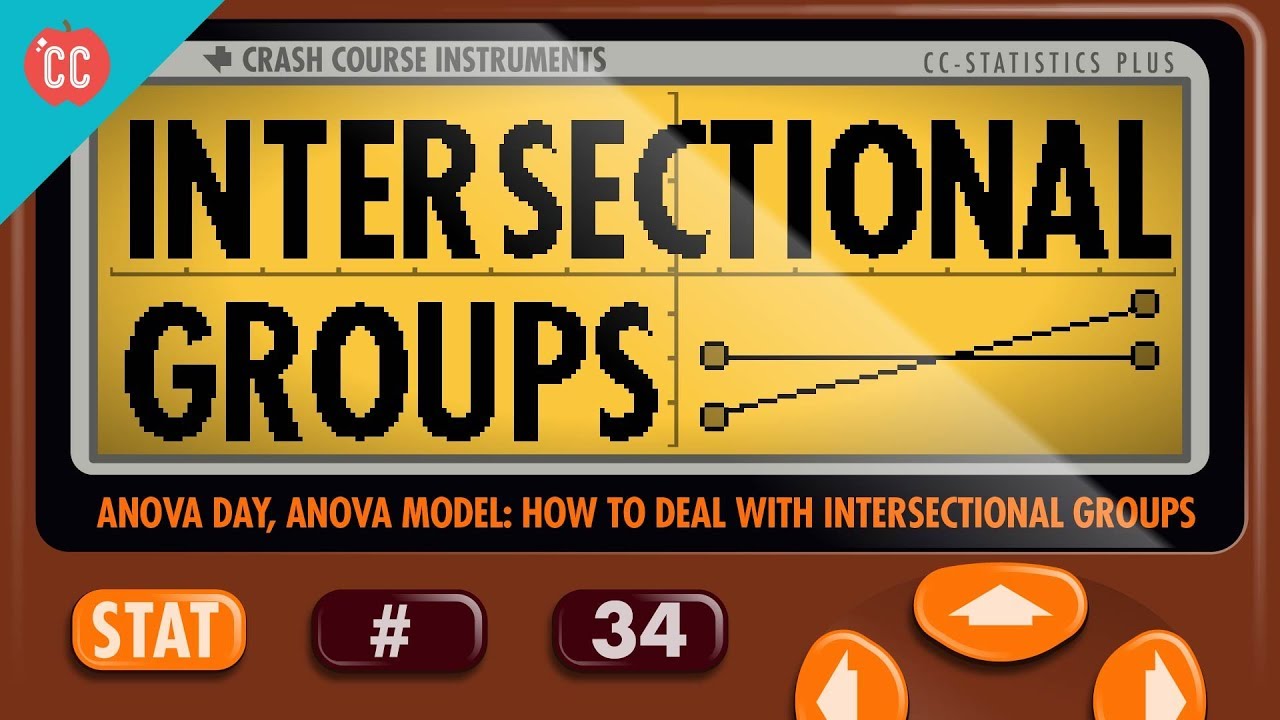 CC
CRASH COURSE INSTRUMENTS
CC-STATISTICS PLUS
INTERSECTIONAL
GROUPS
ANOVA DAY, ANOVA MODEL: HOW TO DEAL WITH INTERSECTIONAL GROUPS
STAT
#
34